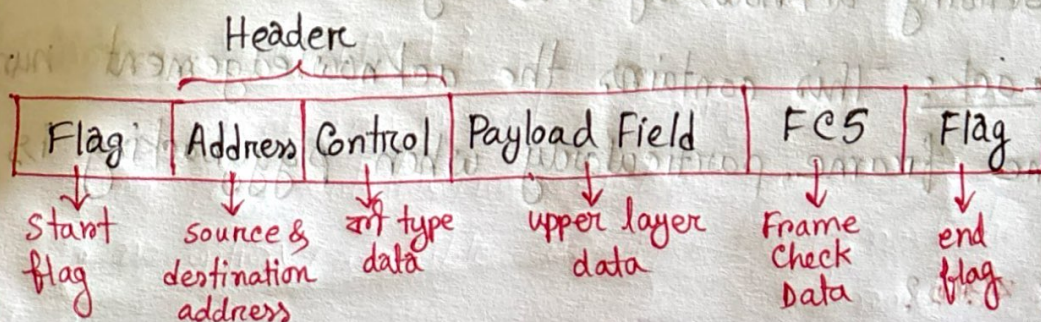 Header
Flag Address Control Payload Field FCS Flag
start flag
source & destination address
की type data
upper layer data
Frame Check Data
end flag